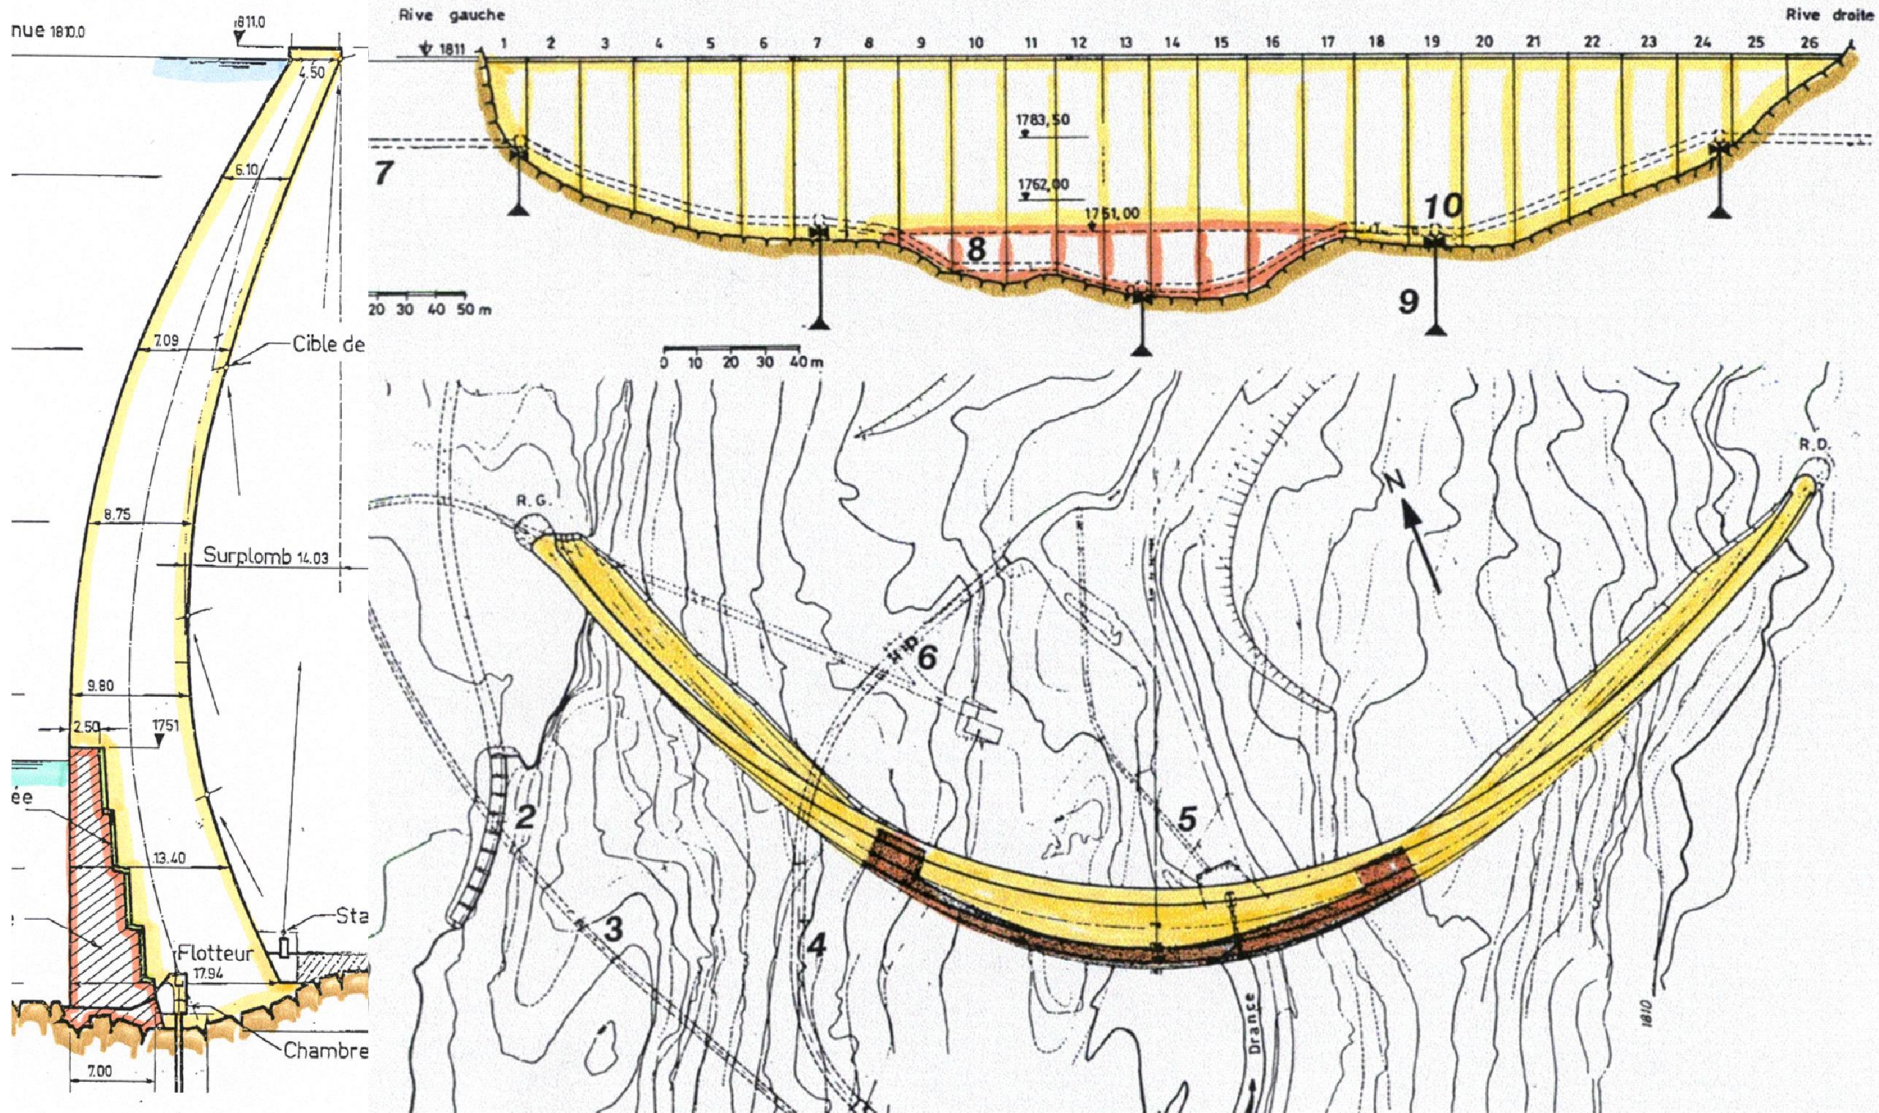 nue 1810.0
1811.0
4.50
6.10
7.09
Cible de
8.75
Surplomb 14.03
9.80
2.50
1751
ée
13.40
Sta
Flotteur
17.94
Chambre
7.00
Rive gauche
Rive droite
1811
1 2 3 4 5 6 7 8 9 10 11 12 13 14 15 16 17 18 19 20 21 22 23 24 25 26
1783,50
7
1762,00
10
1751,00
8
9
20 30 40 50 m
0 10 20 30 40 m
R.D.
N
R.G.
6
2
5
3
4
Drance
1810